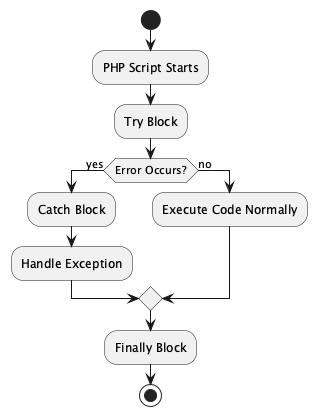 PHP Script Starts
Try Block
Error Occurs?
yes
no
Catch Block
Execute Code Normally
Handle Exception
Finally Block